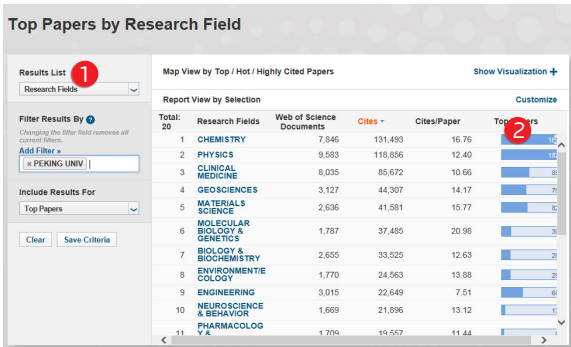 Top Papers by Research Field
Results List 1
Research Fields
Filter Results By ?
Changing the filter field removes all
current filters.
Add Filter »
× PEKING UNIV
Include Results For
Top Papers
Clear Save Criteria
Map View by Top / Hot / Highly Cited Papers Show Visualization +
Report View by Selection Customize
Total:
20 Research Fields Web of Science
Documents Cites Cites/Paper Top
2
1 CHEMISTRY 7,846 131,493 16.76
2 PHYSICS 9,583 118,856 12.40
3 CLINICAL
MEDICINE 8,035 85,672 10.66
4 GEOSCIENCES 3,127 44,307 14.17
5 MATERIALS
SCIENCE 2,636 41,581 15.77
6 MOLECULAR
BIOLOGY &
GENETICS 1,787 37,485 20.98
7 BIOLOGY &
BIOCHEMISTRY 2,655 33,525 12.63
8 ENVIRONMENT/E
COLOGY 1,770 24,563 13.88
9 ENGINEERING 3,015 22,649 7.51
10 NEUROSCIENCE
& BEHAVIOR 1,669 21,896 13.12
11 PHARMACOLOG
Y & 1,709 19,557 11.44